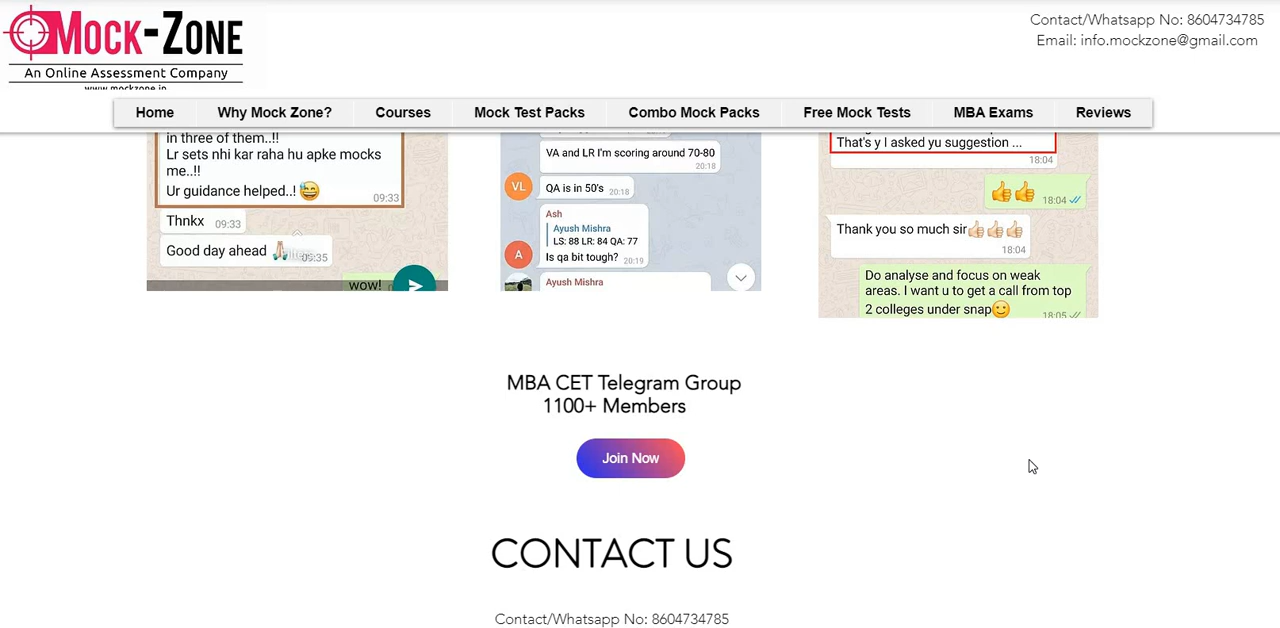 Mock-Zone
An Online Assessment Company
www.mockzone.in
Contact/Whatsapp No: 8604734785
Email: info.mockzone@gmail.com
Home Why Mock Zone? Courses Mock Test Packs Combo Mock Packs Free Mock Tests MBA Exams Reviews
in three of them..!!
Lr sets nhi kar raha hu apke mocks
me..!!
Ur guidance helped..! 😅
09:33
Thnkx 09:33
Good day ahead 🙏🏻
wow!
VA and LR I'm scoring around 70-80
20:18
VL
QA is in 50's 20:18
Ash
Ayush Mishra
LS: 88 LR: 84 QA: 77
A
Is qa bit tough? 20:19
Ayush Mishra
That's y I asked yu suggestion ...
18:04
👍👍 18:04
Thank you so much sir👍🏻👍🏻👍🏻
18:04
Do analyse and focus on weak
areas. I want u to get a call from top
2 colleges under snap🙂
18:05
MBA CET Telegram Group
1100+ Members
Join Now
CONTACT US
Contact/Whatsapp No: 8604734785